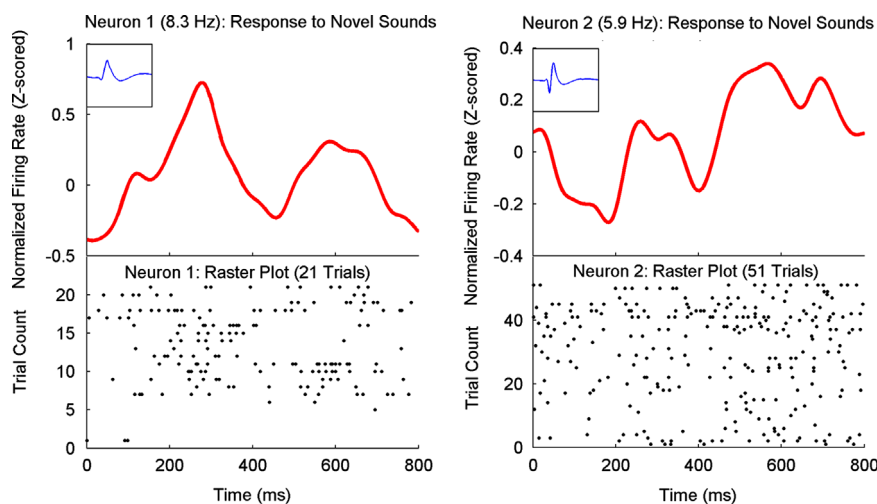 Neuron 1 (8.3 Hz): Response to Novel Sounds
Normalized Firing Rate (Z-scored)
1
0.5
0
-0.5
Neuron 1: Raster Plot (21 Trials)
Trial Count
20
15
10
5
0
0 200 400 600 800
Time (ms)
Neuron 2 (5.9 Hz): Response to Novel Sounds
Normalized Firing Rate (Z-scored)
0.4
0.2
0
-0.2
-0.4
Neuron 2: Raster Plot (51 Trials)
Trial Count
40
20
0
0 200 400 600 800
Time (ms)